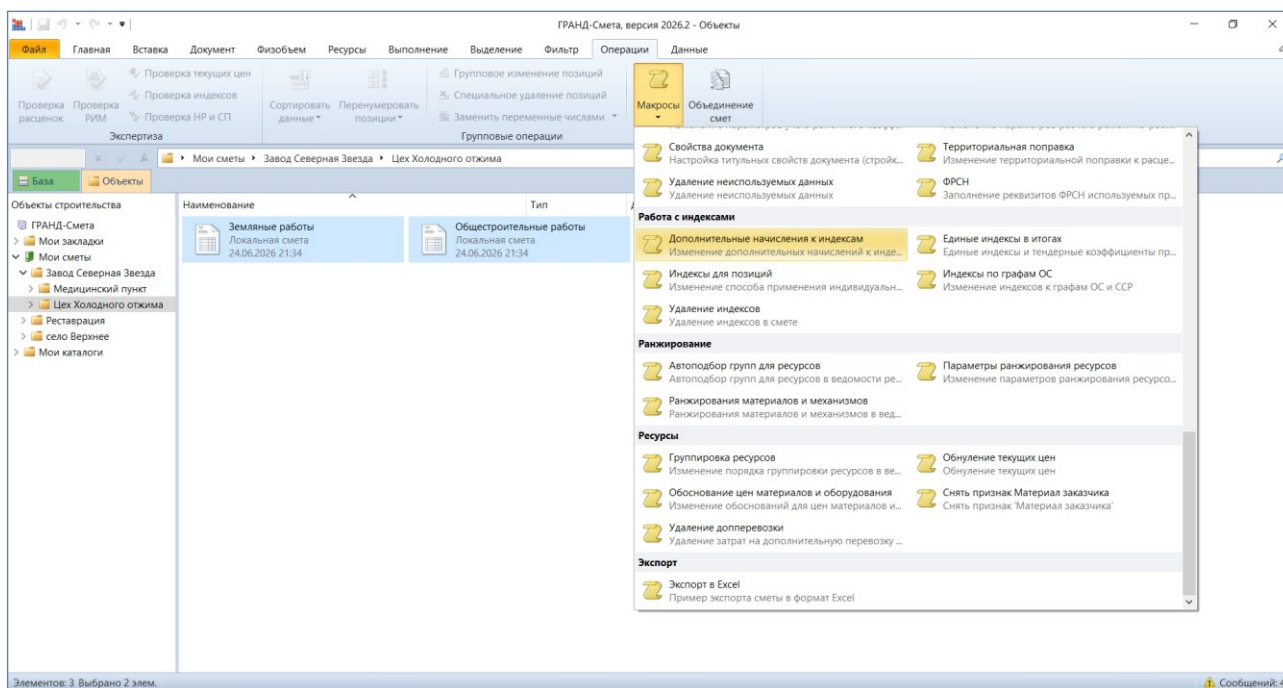 ГРАНД-Смета, версия 2026.2 - Объекты
Файл Главная Вставка Документ Физобъем Ресурсы Выполнение Выделение Фильтр Операции Данные
Проверка расценок
Проверка РИМ
Проверка текущих цен
Проверка индексов
Проверка НР и СП
Экспертиза
Сортировать данные
Перенумеровать позиции
Групповое изменение позиций
Специальное удаление позиций
Заменить переменные числами
Групповые операции
Макросы
Объединение смет
Мои сметы Завод Северная Звезда Цех Холодного отжима
База Объекты
Объекты строительства
ГРАНД-Смета
Мои закладки
Мои сметы
Завод Северная Звезда
Медицинский пункт
Цех Холодного отжима
Реставрация
село Верхнее
Мои каталоги
Наименование Тип
Земляные работы
Локальная смета
24.06.2026 21:34
Общестроительные работы
Локальная смета
24.06.2026 21:34
Свойства документа
Настройка титульных свойств документа (стройк...
Территориальная поправка
Изменение территориальной поправки к расце...
Удаление неиспользуемых данных
Удаление неиспользуемых данных
ФРСН
Заполнение реквизитов ФРСН используемых пр...
Работа с индексами
Дополнительные начисления к индексам
Изменение дополнительных начислений к инде...
Единые индексы в итогах
Единые индексы и тендерные коэффициенты пр...
Индексы для позиций
Изменение способа применения индивидуальн...
Индексы по графам ОС
Изменение индексов к графам ОС и ССР
Удаление индексов
Удаление индексов в смете
Ранжирование
Автоподбор групп для ресурсов
Автоподбор групп для ресурсов в ведомости ре...
Параметры ранжирования ресурсов
Изменение параметров ранжирования ресурсо...
Ранжирования материалов и механизмов
Ранжирования материалов и механизмов в вед...
Ресурсы
Группировка ресурсов
Изменение порядка группировки ресурсов в ве...
Обнуление текущих цен
Обнуление текущих цен
Обоснование цен материалов и оборудования
Изменение обоснований для цен материалов и...
Снять признак Материал заказчика
Снять признак 'Материал заказчика'
Удаление допперевозки
Удаление затрат на дополнительную перевозку ...
Экспорт
Экспорт в Excel
Пример экспорта сметы в формат Excel
Элементов: 3 Выбрано 2 элем.
Сообщений: 4